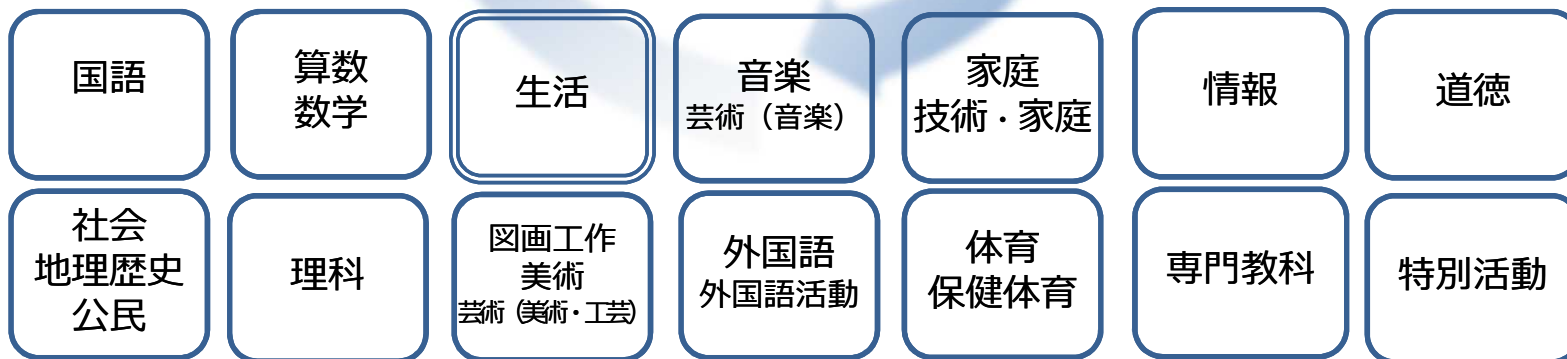 国語
算数
数学
生活
音楽
芸術（音楽）
家庭
技術・家庭
情報
道徳
社会
地理歴史
公民
理科
図画工作
美術
芸術（美術・工芸）
外国語
外国語活動
体育
保健体育
専門教科
特別活動